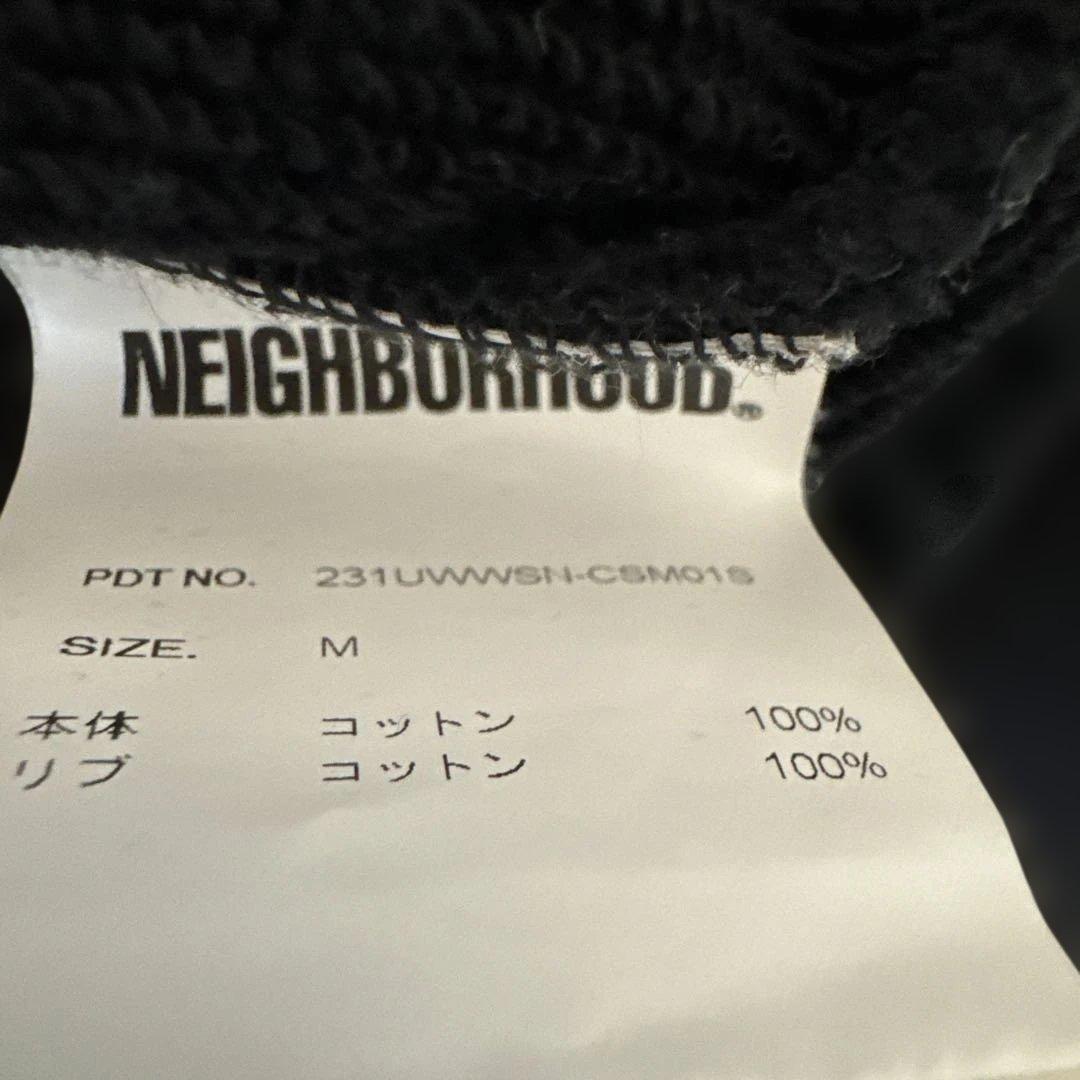 NEIGHBORHOOD®
PDT NO. 231UWWSN-CSM01S
SIZE. M
本体 コットン 100%
リブ コットン 100%